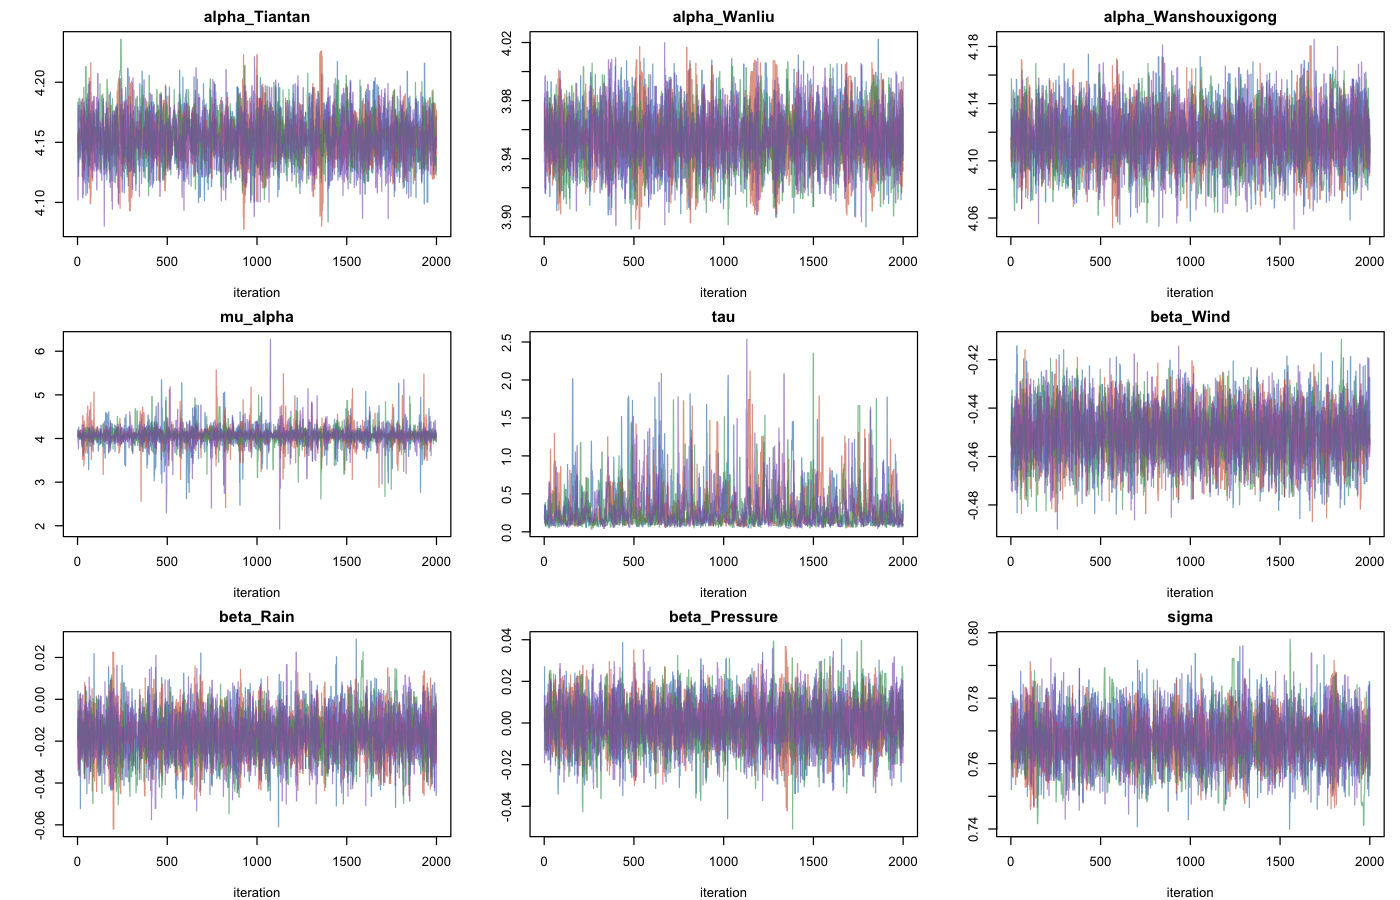 alpha_Tiantan
4.10 4.15 4.20
0 500 1000 1500 2000
iteration
alpha_Wanliu
3.90 3.94 3.98 4.02
0 500 1000 1500 2000
iteration
alpha_Wanshouxigong
4.06 4.10 4.14 4.18
0 500 1000 1500 2000
iteration
mu_alpha
2 3 4 5 6
0 500 1000 1500 2000
iteration
tau
0.0 0.5 1.0 1.5 2.0 2.5
0 500 1000 1500 2000
iteration
beta_Wind
-0.48 -0.46 -0.44 -0.42
0 500 1000 1500 2000
iteration
beta_Rain
-0.06 -0.04 -0.02 0.00 0.02
0 500 1000 1500 2000
iteration
beta_Pressure
-0.04 -0.02 0.00 0.02 0.04
0 500 1000 1500 2000
iteration
sigma
0.74 0.76 0.78 0.80
0 500 1000 1500 2000
iteration